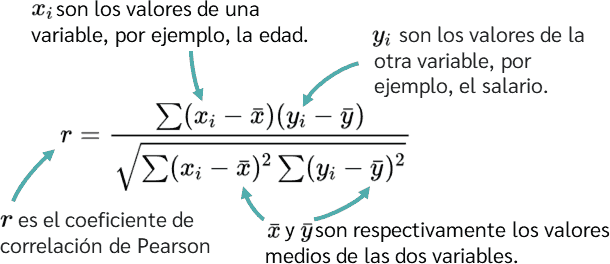 xᵢ son los valores de una
variable, por ejemplo, la edad.
yᵢ son los valores de la
otra variable, por
ejemplo, el salario.
r = ∑(xᵢ − x̄)(yᵢ − ȳ) / √∑(xᵢ − x̄)² ∑(yᵢ − ȳ)²
r es el coeficiente de
correlación de Pearson
x̄ y ȳ son respectivamente los valores
medios de las dos variables.